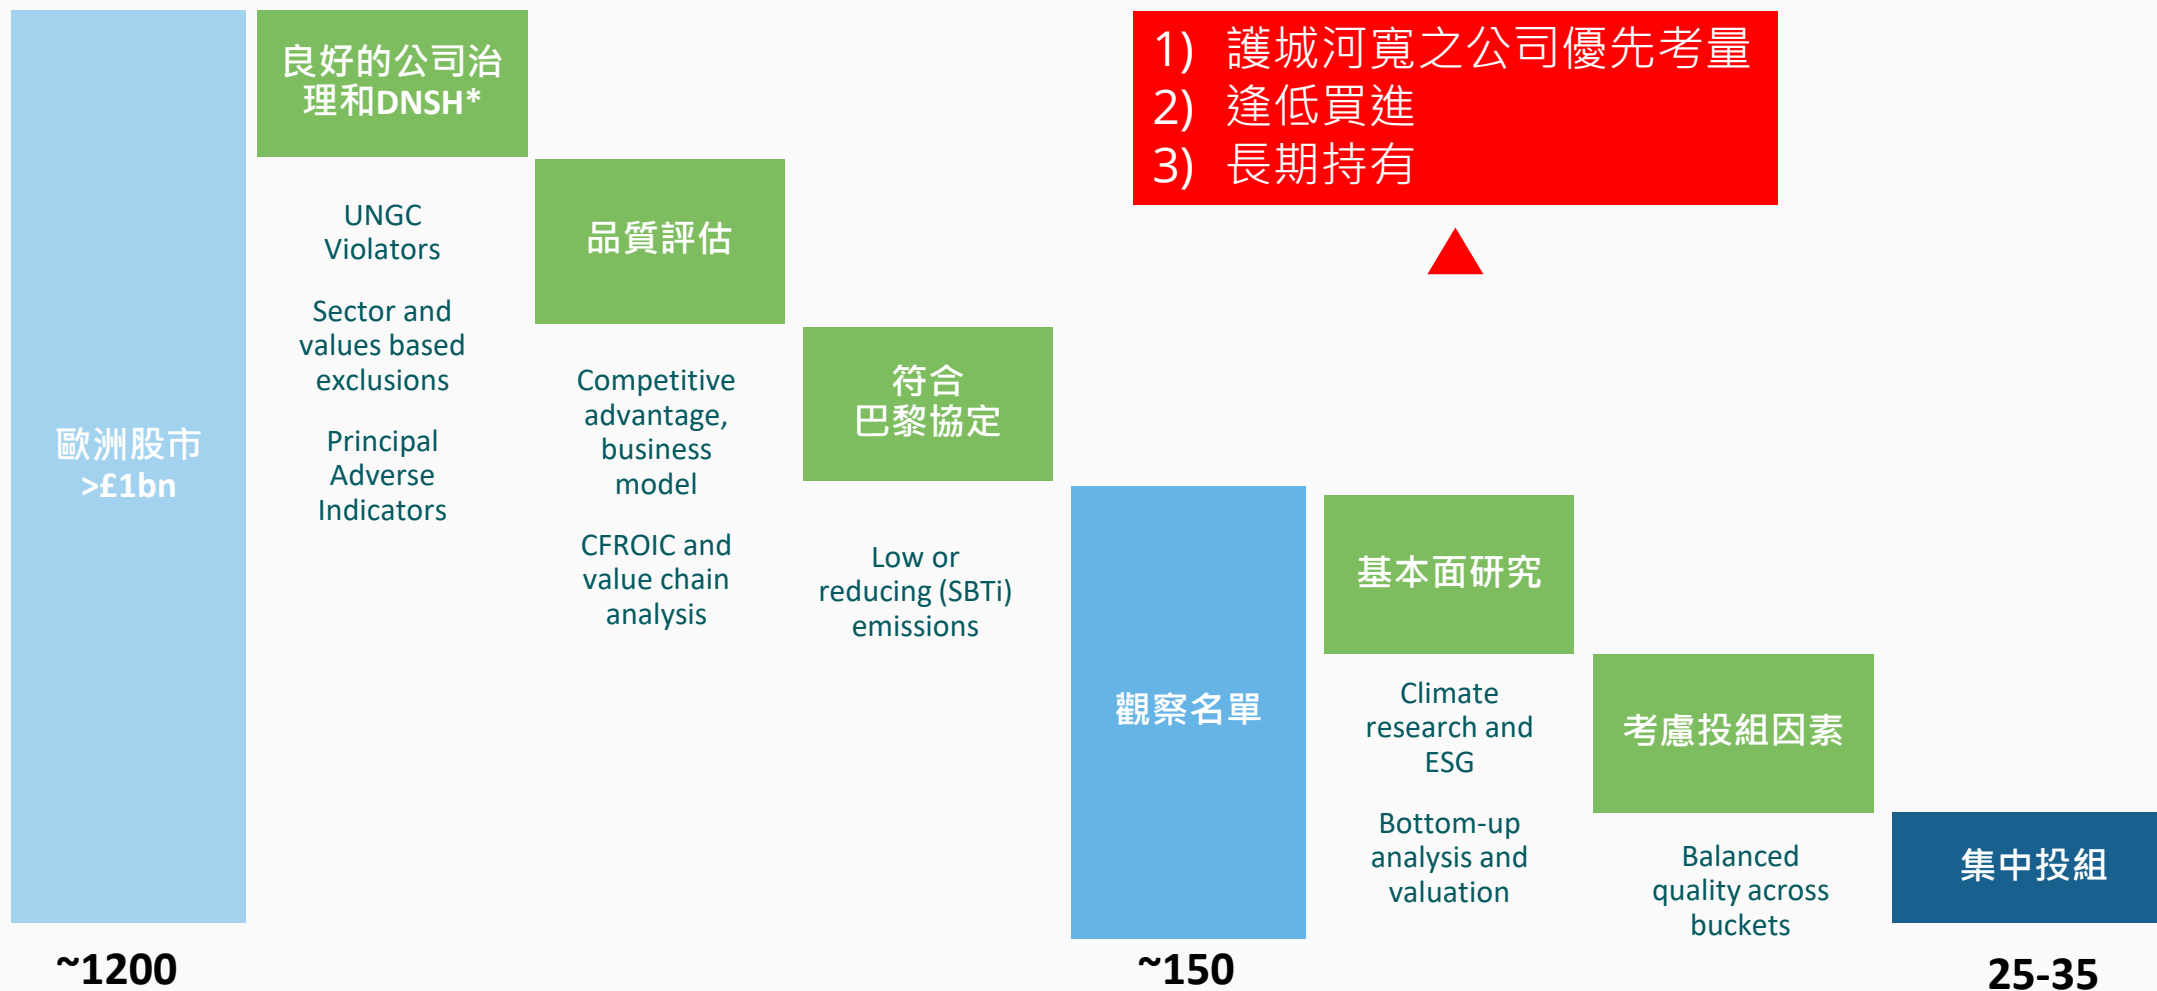 歐洲股市
>£1bn
~1200
良好的公司治
理和DNSH*
UNGC
Violators
Sector and
values based
exclusions
Principal
Adverse
Indicators
品質評估
Competitive
advantage,
business
model
CFROIC and
value chain
analysis
符合
巴黎協定
Low or
reducing (SBTi)
emissions
1) 護城河寬之公司優先考量
2) 逢低買進
3) 長期持有
觀察名單
~150
基本面研究
Climate
research and
ESG
Bottom-up
analysis and
valuation
考慮投組因素
Balanced
quality across
buckets
集中投組
25-35